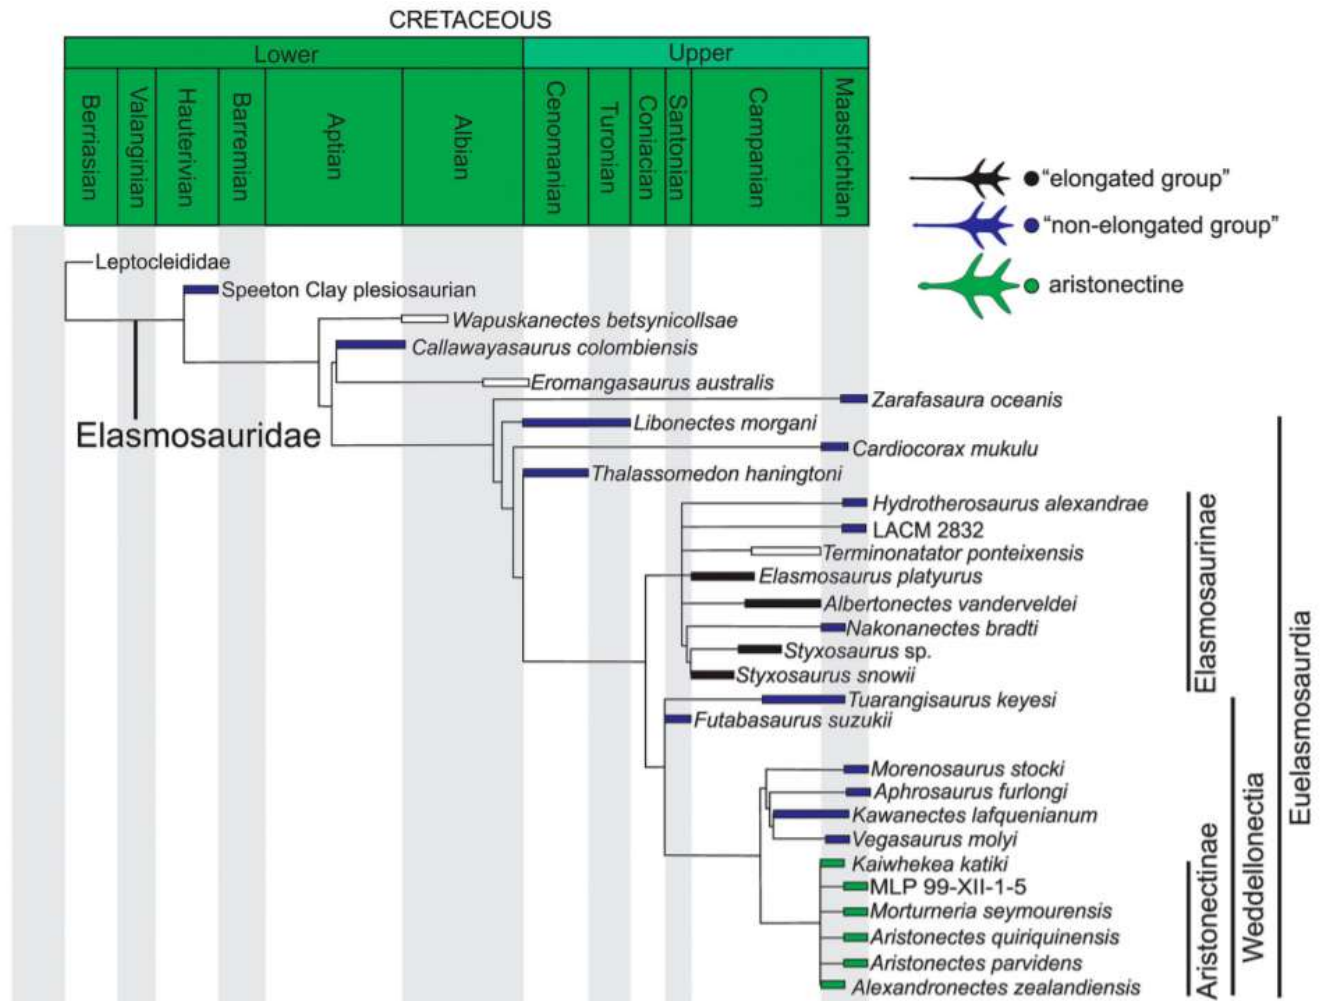 CRETACEOUS
Lower
Upper
Berriasian
Valanginian
Hauterivian
Barremian
Aptian
Albian
Cenomanian
Turonian
Coniacian
Santonian
Campanian
Maastrichtian
"elongated group"
"non-elongated group"
aristonectine
Leptocleididae
Speeton Clay plesiosaurian
Wapuskanectes betsynicollsae
Callawayasaurus colombiensis
Eromangasaurus australis
Zarafasaura oceanis
Libonectes morgani
Elasmosauridae
Cardiocorax mukulu
Thalassomedon haningtoni
Hydrotherosaurus alexandrae
LACM 2832
Terminonatator ponteixensis
Elasmosaurus platyurus
Albertonectes vanderveldei
Nakonanectes bradti
Styxosaurus sp.
Styxosaurus snowii
Tuarangisaurus keyesi
Futabasaurus suzukii
Morenosaurus stocki
Aphrosaurus furlongi
Kawanectes lafquenianum
Vegasaurus molyi
Kaiwhekea katiki
MLP 99-XII-1-5
Morturneria seymourensis
Aristonectes quiriquinensis
Aristonectes parvidens
Alexandronectes zealandiensis
Elasmosaurinae
Aristonectinae
Weddellonectia
Euelasmosaurdia